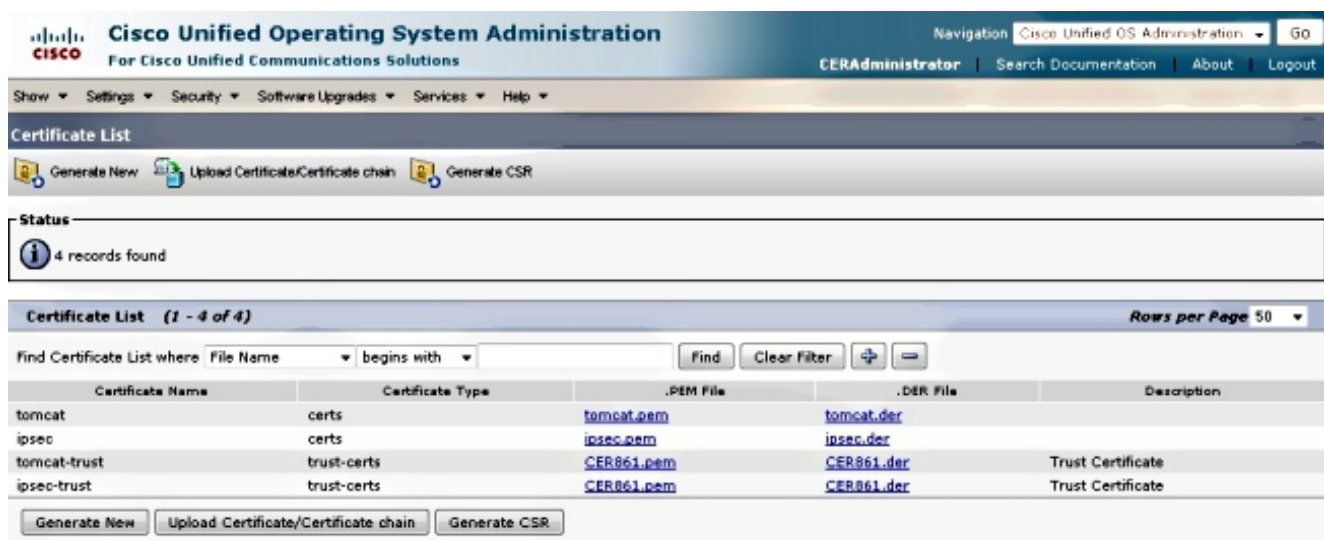 Cisco Unified Operating System Administration
Navigation Cisco Unified OS Administration Go
CISCO For Cisco Unified Communications Solutions
CERAdministrator Search Documentation About Logout
Show Settings Security Software Upgrades Services Help
Certificate List
Generate New Upload Certificate/Certificate chain Generate CSR
Status
4 records found
Certificate List (1 - 4 of 4) Rows per Page 50
Find Certificate List where File Name begins with Find Clear Filter
Certificate Name Certificate Type .PEM File .DER File Description
tomcat certs tomcat.pem tomcat.der
ipsec certs ipsec.pem ipsec.der
tomcat-trust trust-certs CER861.pem CER861.der Trust Certificate
ipsec-trust trust-certs CER861.pem CER861.der Trust Certificate
Generate New Upload Certificate/Certificate chain Generate CSR